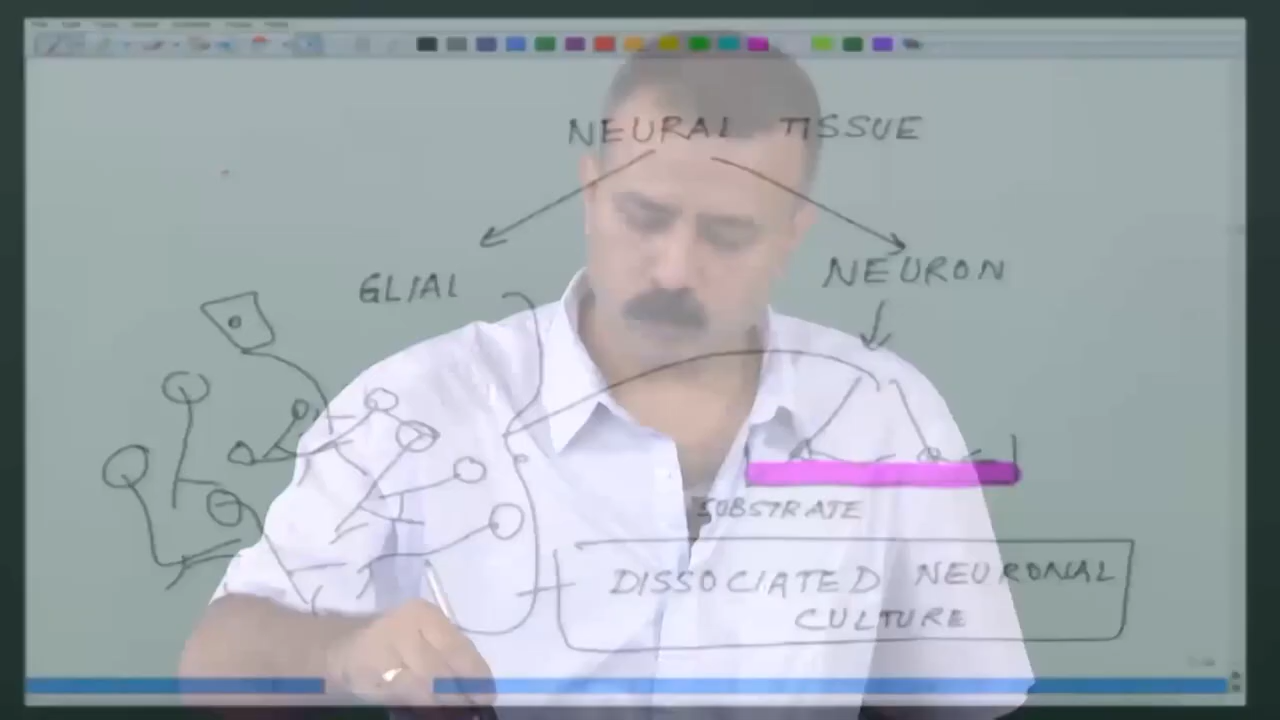 NEURAL TISSUE
GLIAL
NEURON
SUBSTRATE
DISSOCIATED NEURONAL
CULTURE